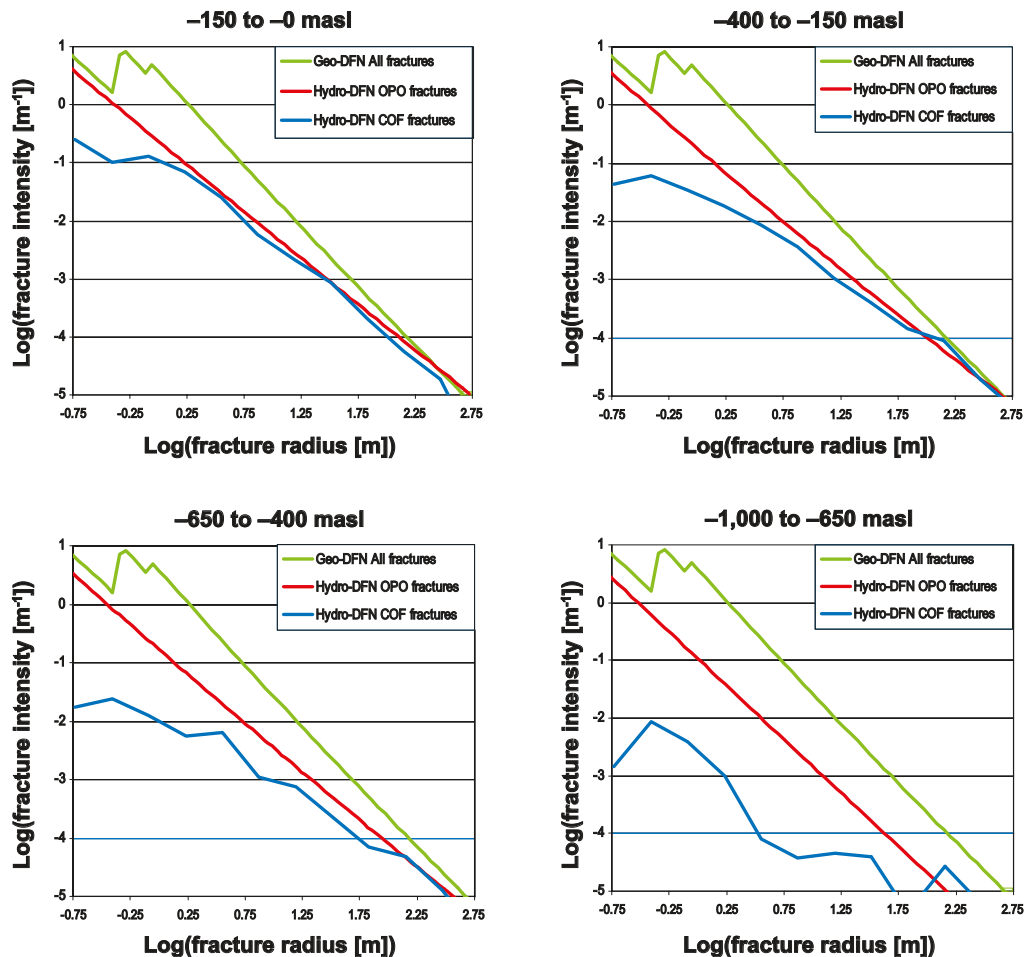 –150 to –0 masl
Log(fracture intensity [m⁻¹])
1
0
-1
-2
-3
-4
-5
Geo-DFN All fractures
Hydro-DFN OPO fractures
Hydro-DFN COF fractures
-0.75 -0.25 0.25 0.75 1.25 1.75 2.25 2.75
Log(fracture radius [m])
–400 to –150 masl
Log(fracture intensity [m⁻¹])
1
0
-1
-2
-3
-4
-5
Geo-DFN All fractures
Hydro-DFN OPO fractures
Hydro-DFN COF fractures
-0.75 -0.25 0.25 0.75 1.25 1.75 2.25 2.75
Log(fracture radius [m])
–650 to –400 masl
Log(fracture intensity [m⁻¹])
1
0
-1
-2
-3
-4
-5
Geo-DFN All fractures
Hydro-DFN OPO fractures
Hydro-DFN COF fractures
-0.75 -0.25 0.25 0.75 1.25 1.75 2.25 2.75
Log(fracture radius [m])
–1,000 to –650 masl
Log(fracture intensity [m⁻¹])
1
0
-1
-2
-3
-4
-5
Geo-DFN All fractures
Hydro-DFN OPO fractures
Hydro-DFN COF fractures
-0.75 -0.25 0.25 0.75 1.25 1.75 2.25 2.75
Log(fracture radius [m])